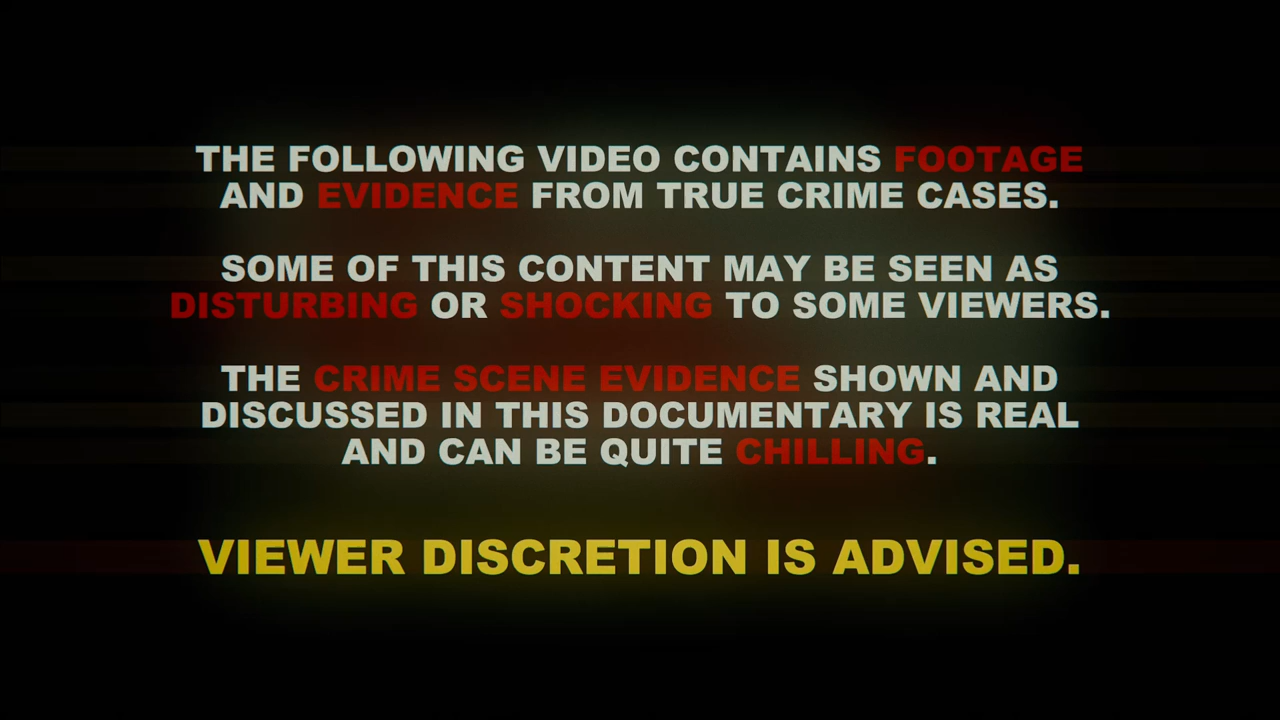 THE FOLLOWING VIDEO CONTAINS FOOTAGE
AND EVIDENCE FROM TRUE CRIME CASES.
SOME OF THIS CONTENT MAY BE SEEN AS
DISTURBING OR SHOCKING TO SOME VIEWERS.
THE CRIME SCENE EVIDENCE SHOWN AND
DISCUSSED IN THIS DOCUMENTARY IS REAL
AND CAN BE QUITE CHILLING.
VIEWER DISCRETION IS ADVISED.